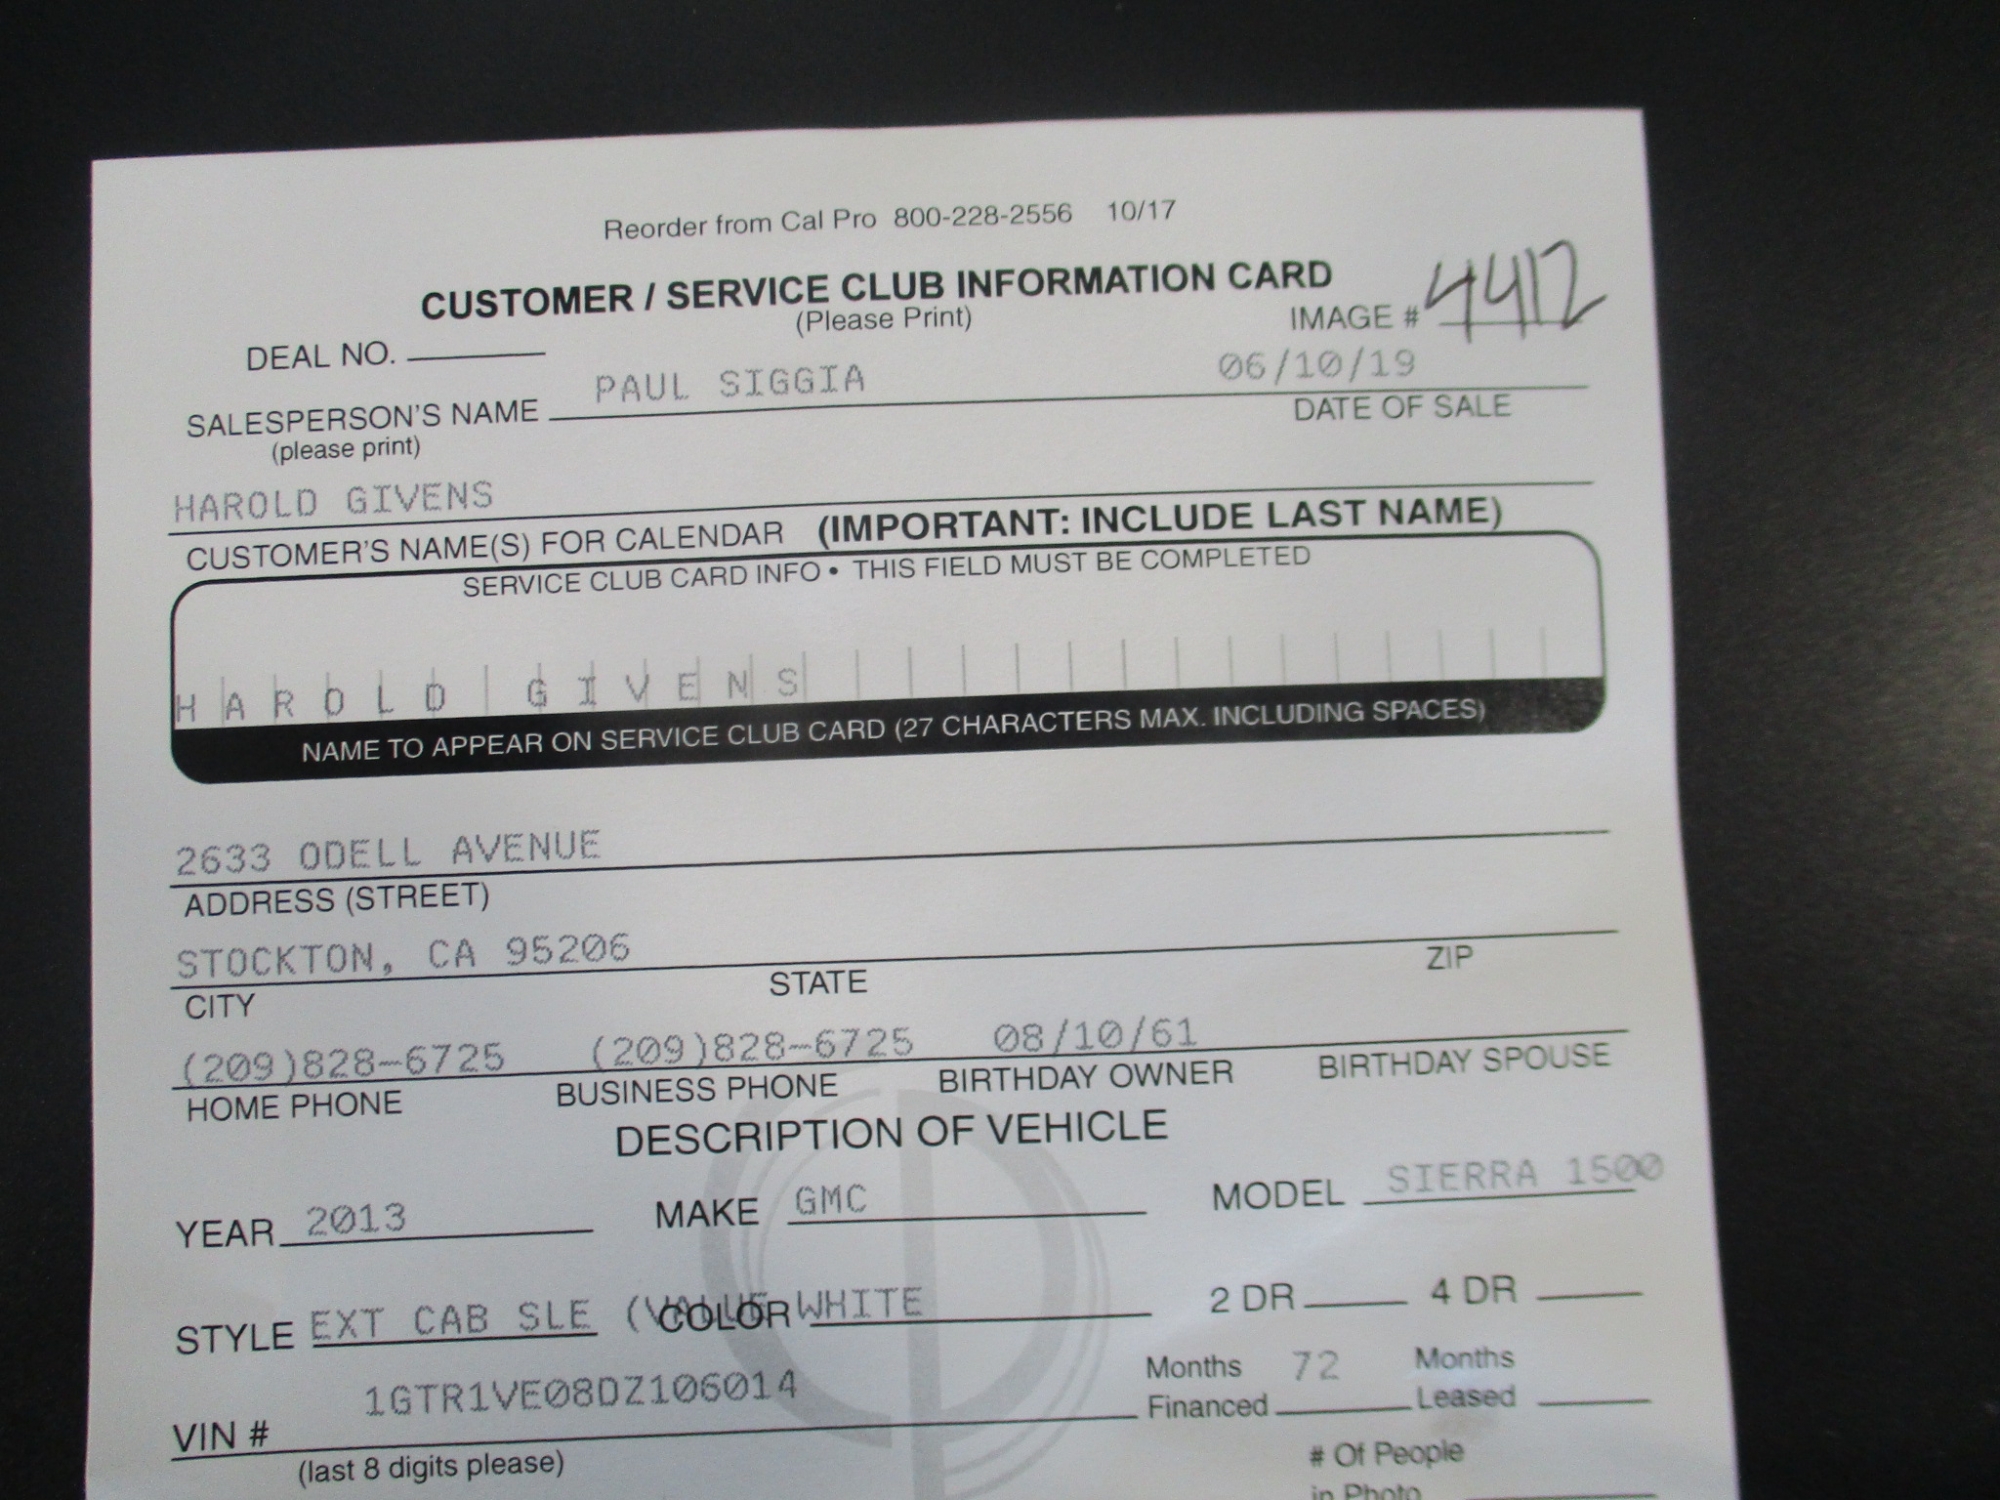 Reorder from Cal Pro 800-228-2556 10/17
CUSTOMER / SERVICE CLUB INFORMATION CARD
(Please Print)
IMAGE # 4412
DEAL NO.
PAUL SIGGIA 06/10/19
SALESPERSON'S NAME DATE OF SALE
(please print)
HAROLD GIVENS
CUSTOMER'S NAME(S) FOR CALENDAR (IMPORTANT: INCLUDE LAST NAME)
SERVICE CLUB CARD INFO • THIS FIELD MUST BE COMPLETED
HAROLD GIVENS
NAME TO APPEAR ON SERVICE CLUB CARD (27 CHARACTERS MAX. INCLUDING SPACES)
2633 ODELL AVENUE
ADDRESS (STREET)
STOCKTON, CA 95206
CITY STATE ZIP
(209)828-6725 (209)828-6725 08/10/61
HOME PHONE BUSINESS PHONE BIRTHDAY OWNER BIRTHDAY SPOUSE
DESCRIPTION OF VEHICLE
YEAR 2013 MAKE GMC MODEL SIERRA 1500
STYLE EXT CAB SLE (VALUE COLOR WHITE 2 DR 4 DR
1GTR1VE08DZ106014
VIN #
(last 8 digits please)
Months Financed 72 Months Leased
# Of People
in Photo